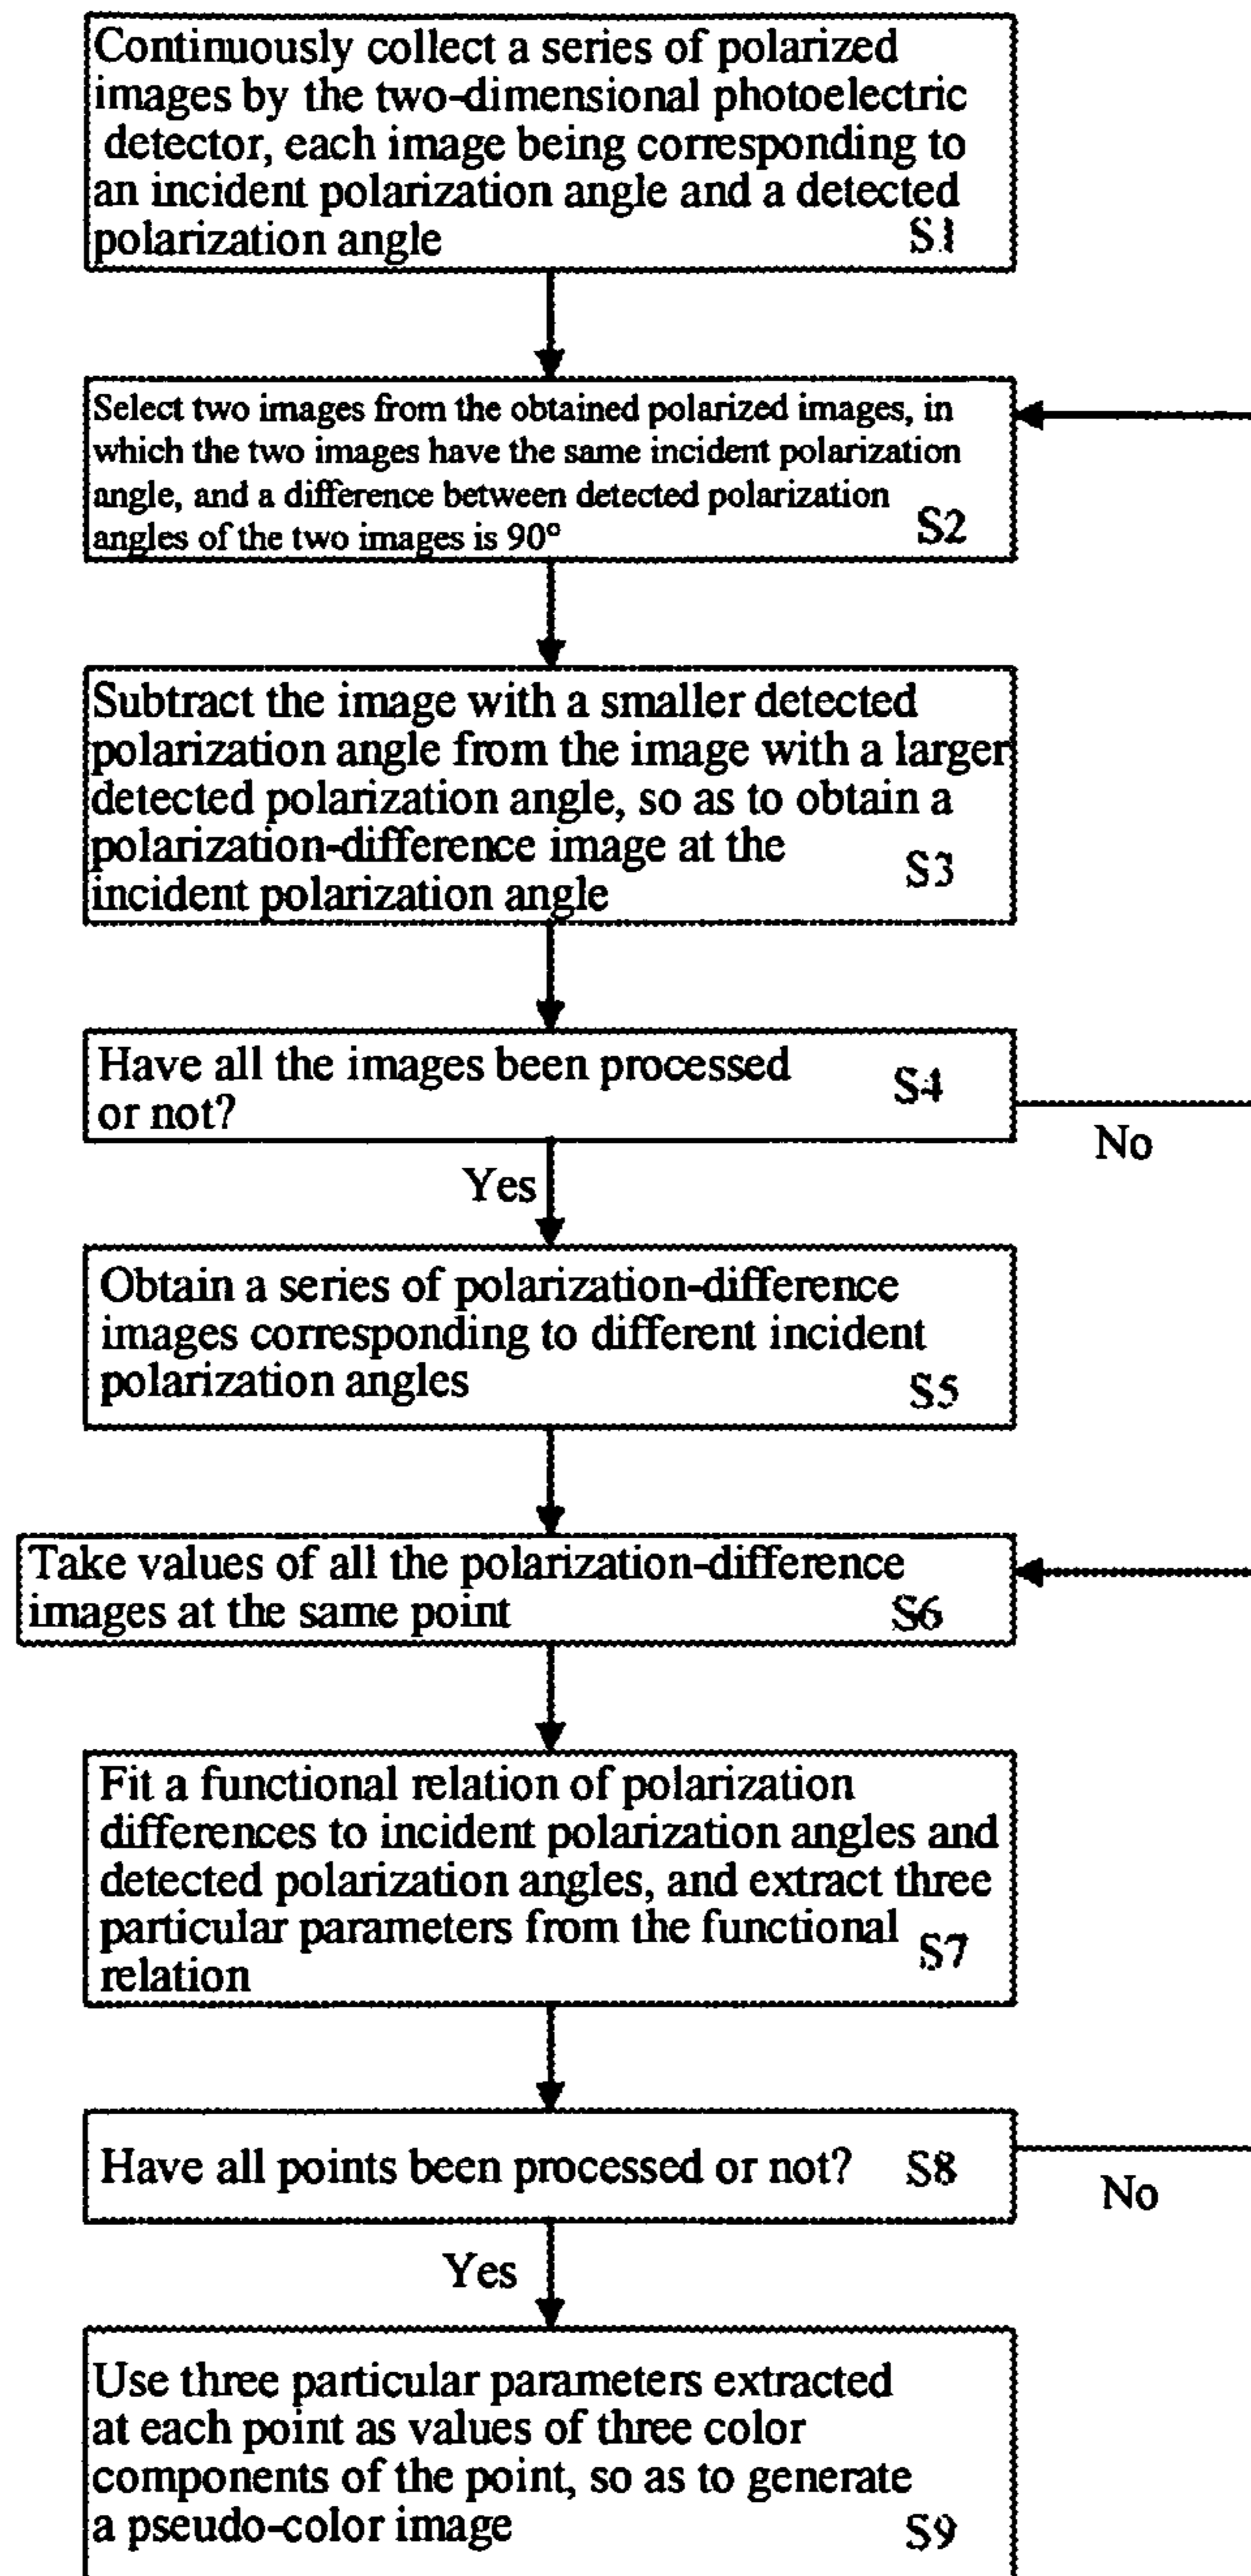 Continuously collect a series of polarized
images by the two-dimensional photoelectric
detector, each image being corresponding to
an incident polarization angle and a detected
polarization angle S1
Select two images from the obtained polarized images, in
which the two images have the same incident polarization
angle, and a difference between detected polarization
angles of the two images is 90° S2
Subtract the image with a smaller detected
polarization angle from the image with a larger
detected polarization angle, so as to obtain a
polarization-difference image at the S3
incident polarization angle
Have all the images been processed S4
or not?
No
Yes
Obtain a series of polarization-difference
images corresponding to different incident
polarization angles S5
Take values of all the polarization-difference
images at the same point S6
Fit a functional relation of polarization
differences to incident polarization angles and
detected polarization angles, and extract three
particular parameters from the functional S7
relation
Have all points been processed or not? S8
No
Yes
Use three particular parameters extracted
at each point as values of three color
components of the point, so as to generate
a pseudo-color image S9